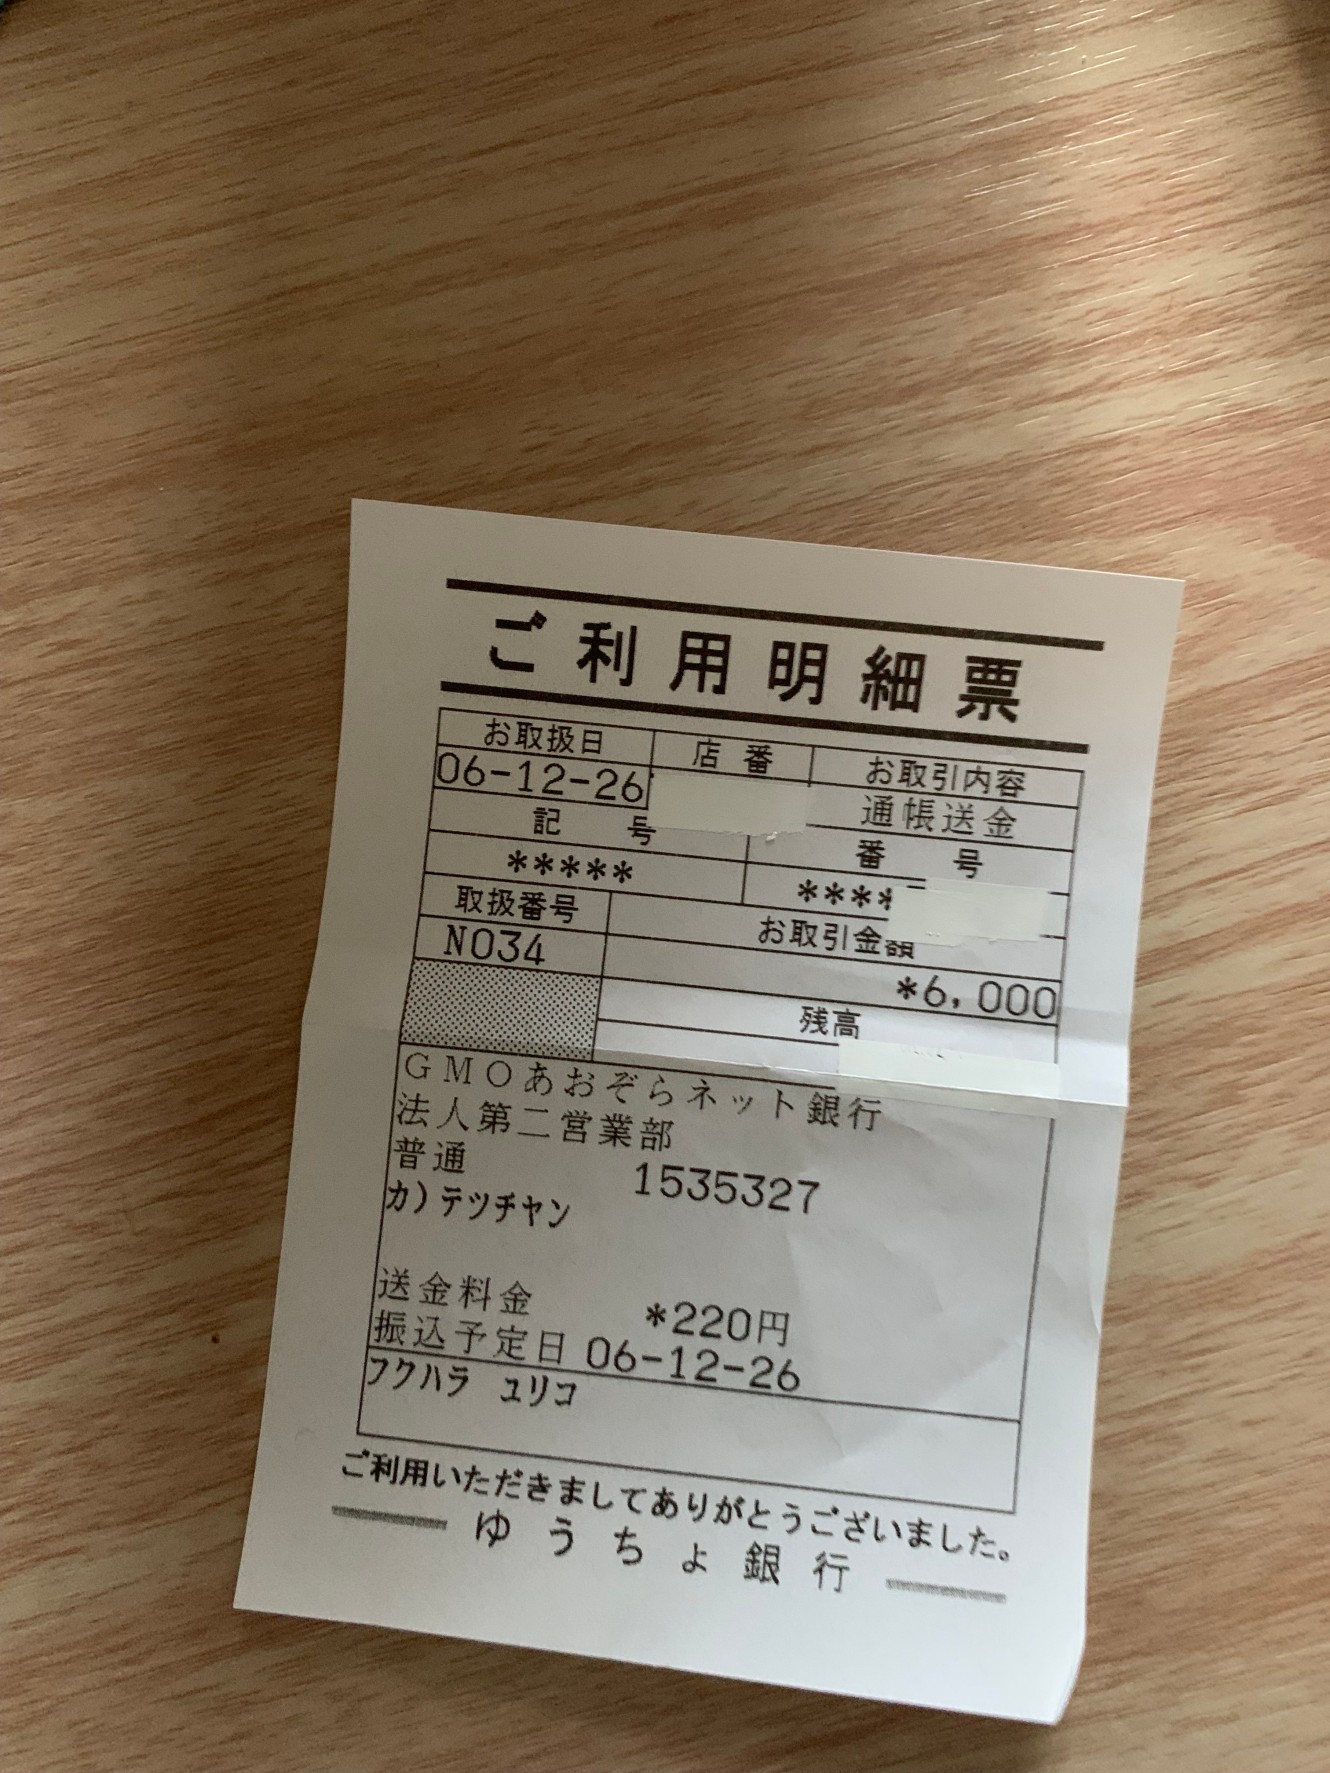 ご利用明細票
お取扱日 店番 お取引内容
06-12-26 通帳送金
記号 番号
***** ****
取扱番号 お取引金額
N034 *6,000
残高
GMOあおぞらネット銀行
法人第二営業部
普通 1535327
カ)テツチヤン
送金料金 *220円
振込予定日 06-12-26
フクハラ ユリコ
ご利用いただきましてありがとうございました。
ゆうちょ銀行